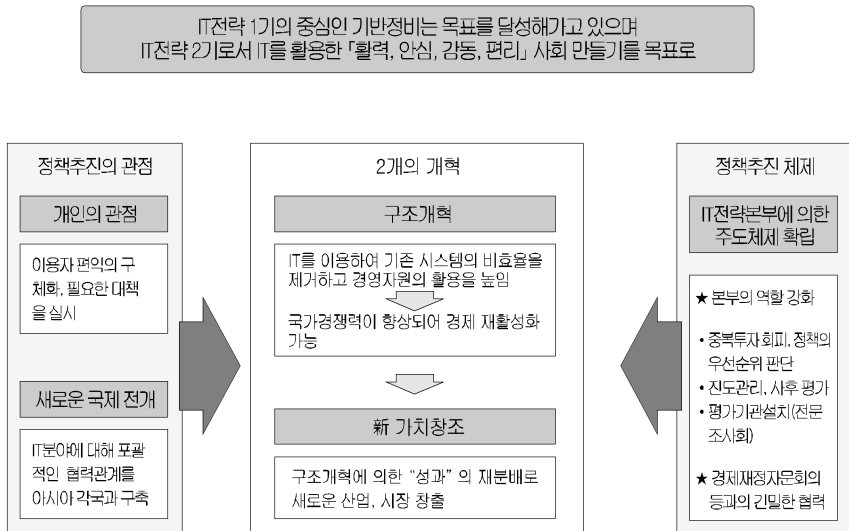 IT전략 1기의 중심인 기반정비는 목표를 달성해가고 있으며
IT전략 2기로서 IT를 활용한 「활력, 안심, 감동, 편리」 사회 만들기를 목표로
정책추진의 관점
개인의 관점
이용자 편익의 구
체화, 필요한 대책
을 실시
새로운 국제 전개
IT분야에 대해 포괄
적인 협력관계를
아시아 각국과 구축
2개의 개혁
구조개혁
IT를 이용하여 기존 시스템의 비효율을
제거하고 경영자원의 활용을 높임
국가경쟁력이 향상되어 경제 재활성화
가능
新 가치창조
구조개혁에 의한 “성과” 의 재분배로
새로운 산업, 시장 창출
정책추진 체제
IT전략본부에 의한
주도체제 확립
★ 본부의 역할 강화
• 중복투자 회피, 정책의
우선순위 판단
• 진도관리, 사후 평가
• 평가기관설치(전문
조사회)
★ 경제재정자문회의
등과의 긴밀한 협력